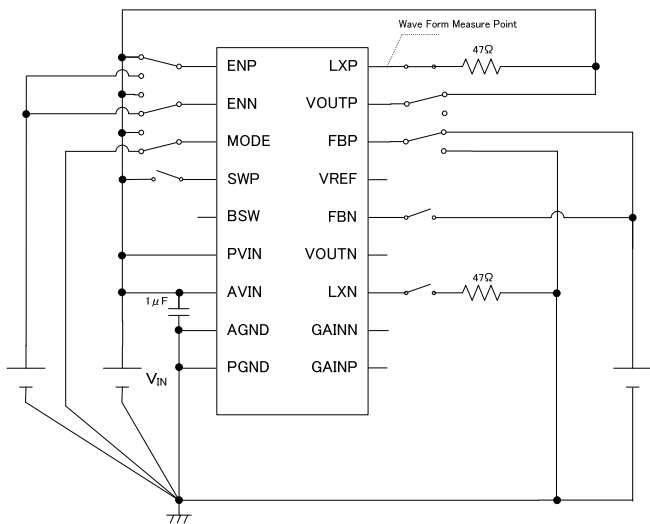 Wave Form Measure Point
47Ω
ENP LXP
ENN VOUTP
MODE FBP
SWP VREF
BSW FBN
PVIN VOUTN
47Ω
1μF AVIN LXN
AGND GAINN
PGND GAINP
VIN